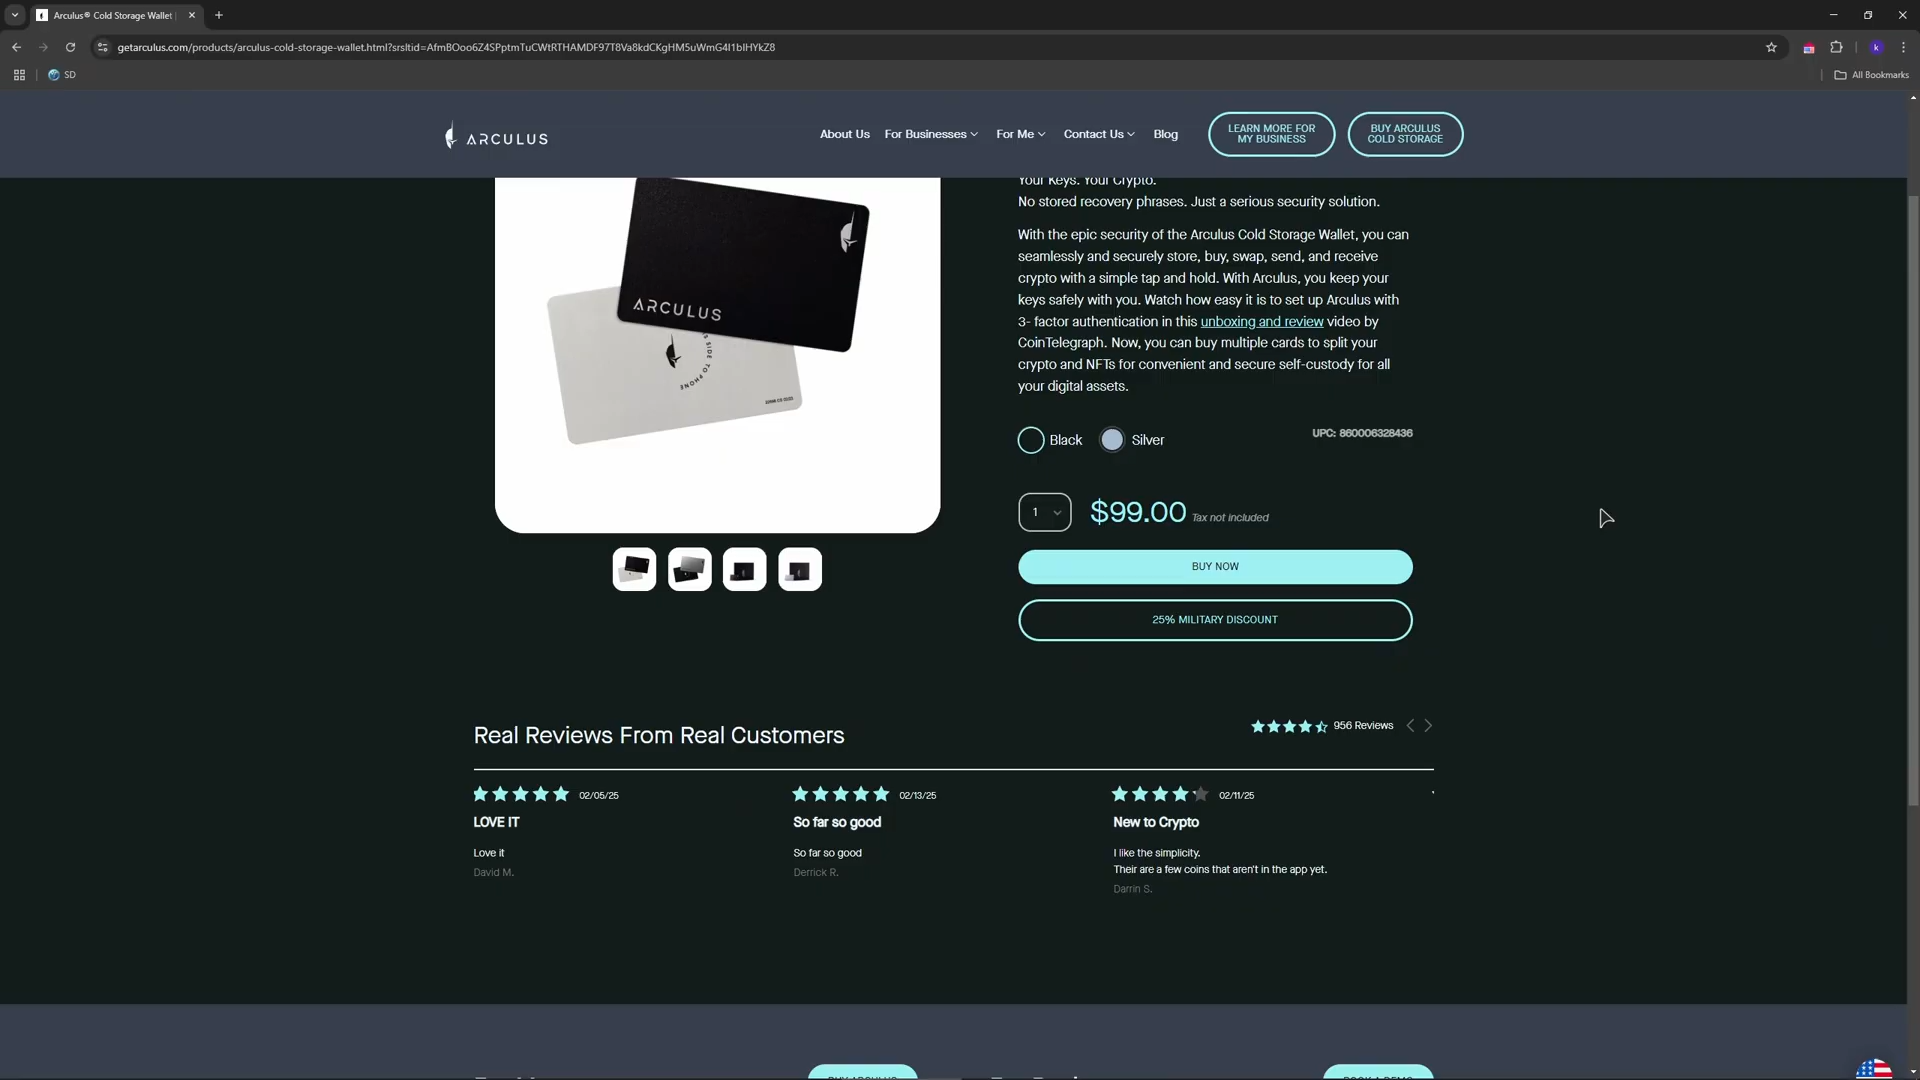 Arculus® Cold Storage Wallet |
getarculus.com/products/arculus-cold-storage-wallet.html?srsltid=AfmBOoo6Z4SPptmTuCWtRTHAMDF97T8Va8kdCKgHM5uWmG4I1bIHYkZ8
k
SD
All Bookmarks
ARCULUS
About Us
For Businesses
For Me
Contact Us
Blog
LEARN MORE FOR
MY BUSINESS
BUY ARCULUS
COLD STORAGE
ARCULUS
S SIDE TO PHONE
Your Keys. Your Crypto.
No stored recovery phrases. Just a serious security solution.
With the epic security of the Arculus Cold Storage Wallet, you can
seamlessly and securely store, buy, swap, send, and receive
crypto with a simple tap and hold. With Arculus, you keep your
keys safely with you. Watch how easy it is to set up Arculus with
3- factor authentication in this unboxing and review video by
CoinTelegraph. Now, you can buy multiple cards to split your
crypto and NFTs for convenient and secure self-custody for all
your digital assets.
Black
Silver
UPC: 860006328436
1
$99.00 Tax not included
BUY NOW
25% MILITARY DISCOUNT
Real Reviews From Real Customers
956 Reviews
02/05/25
LOVE IT
Love it
David M.
02/13/25
So far so good
So far so good
Derrick R.
02/11/25
New to Crypto
I like the simplicity.
Their are a few coins that aren't in the app yet.
Darrin S.